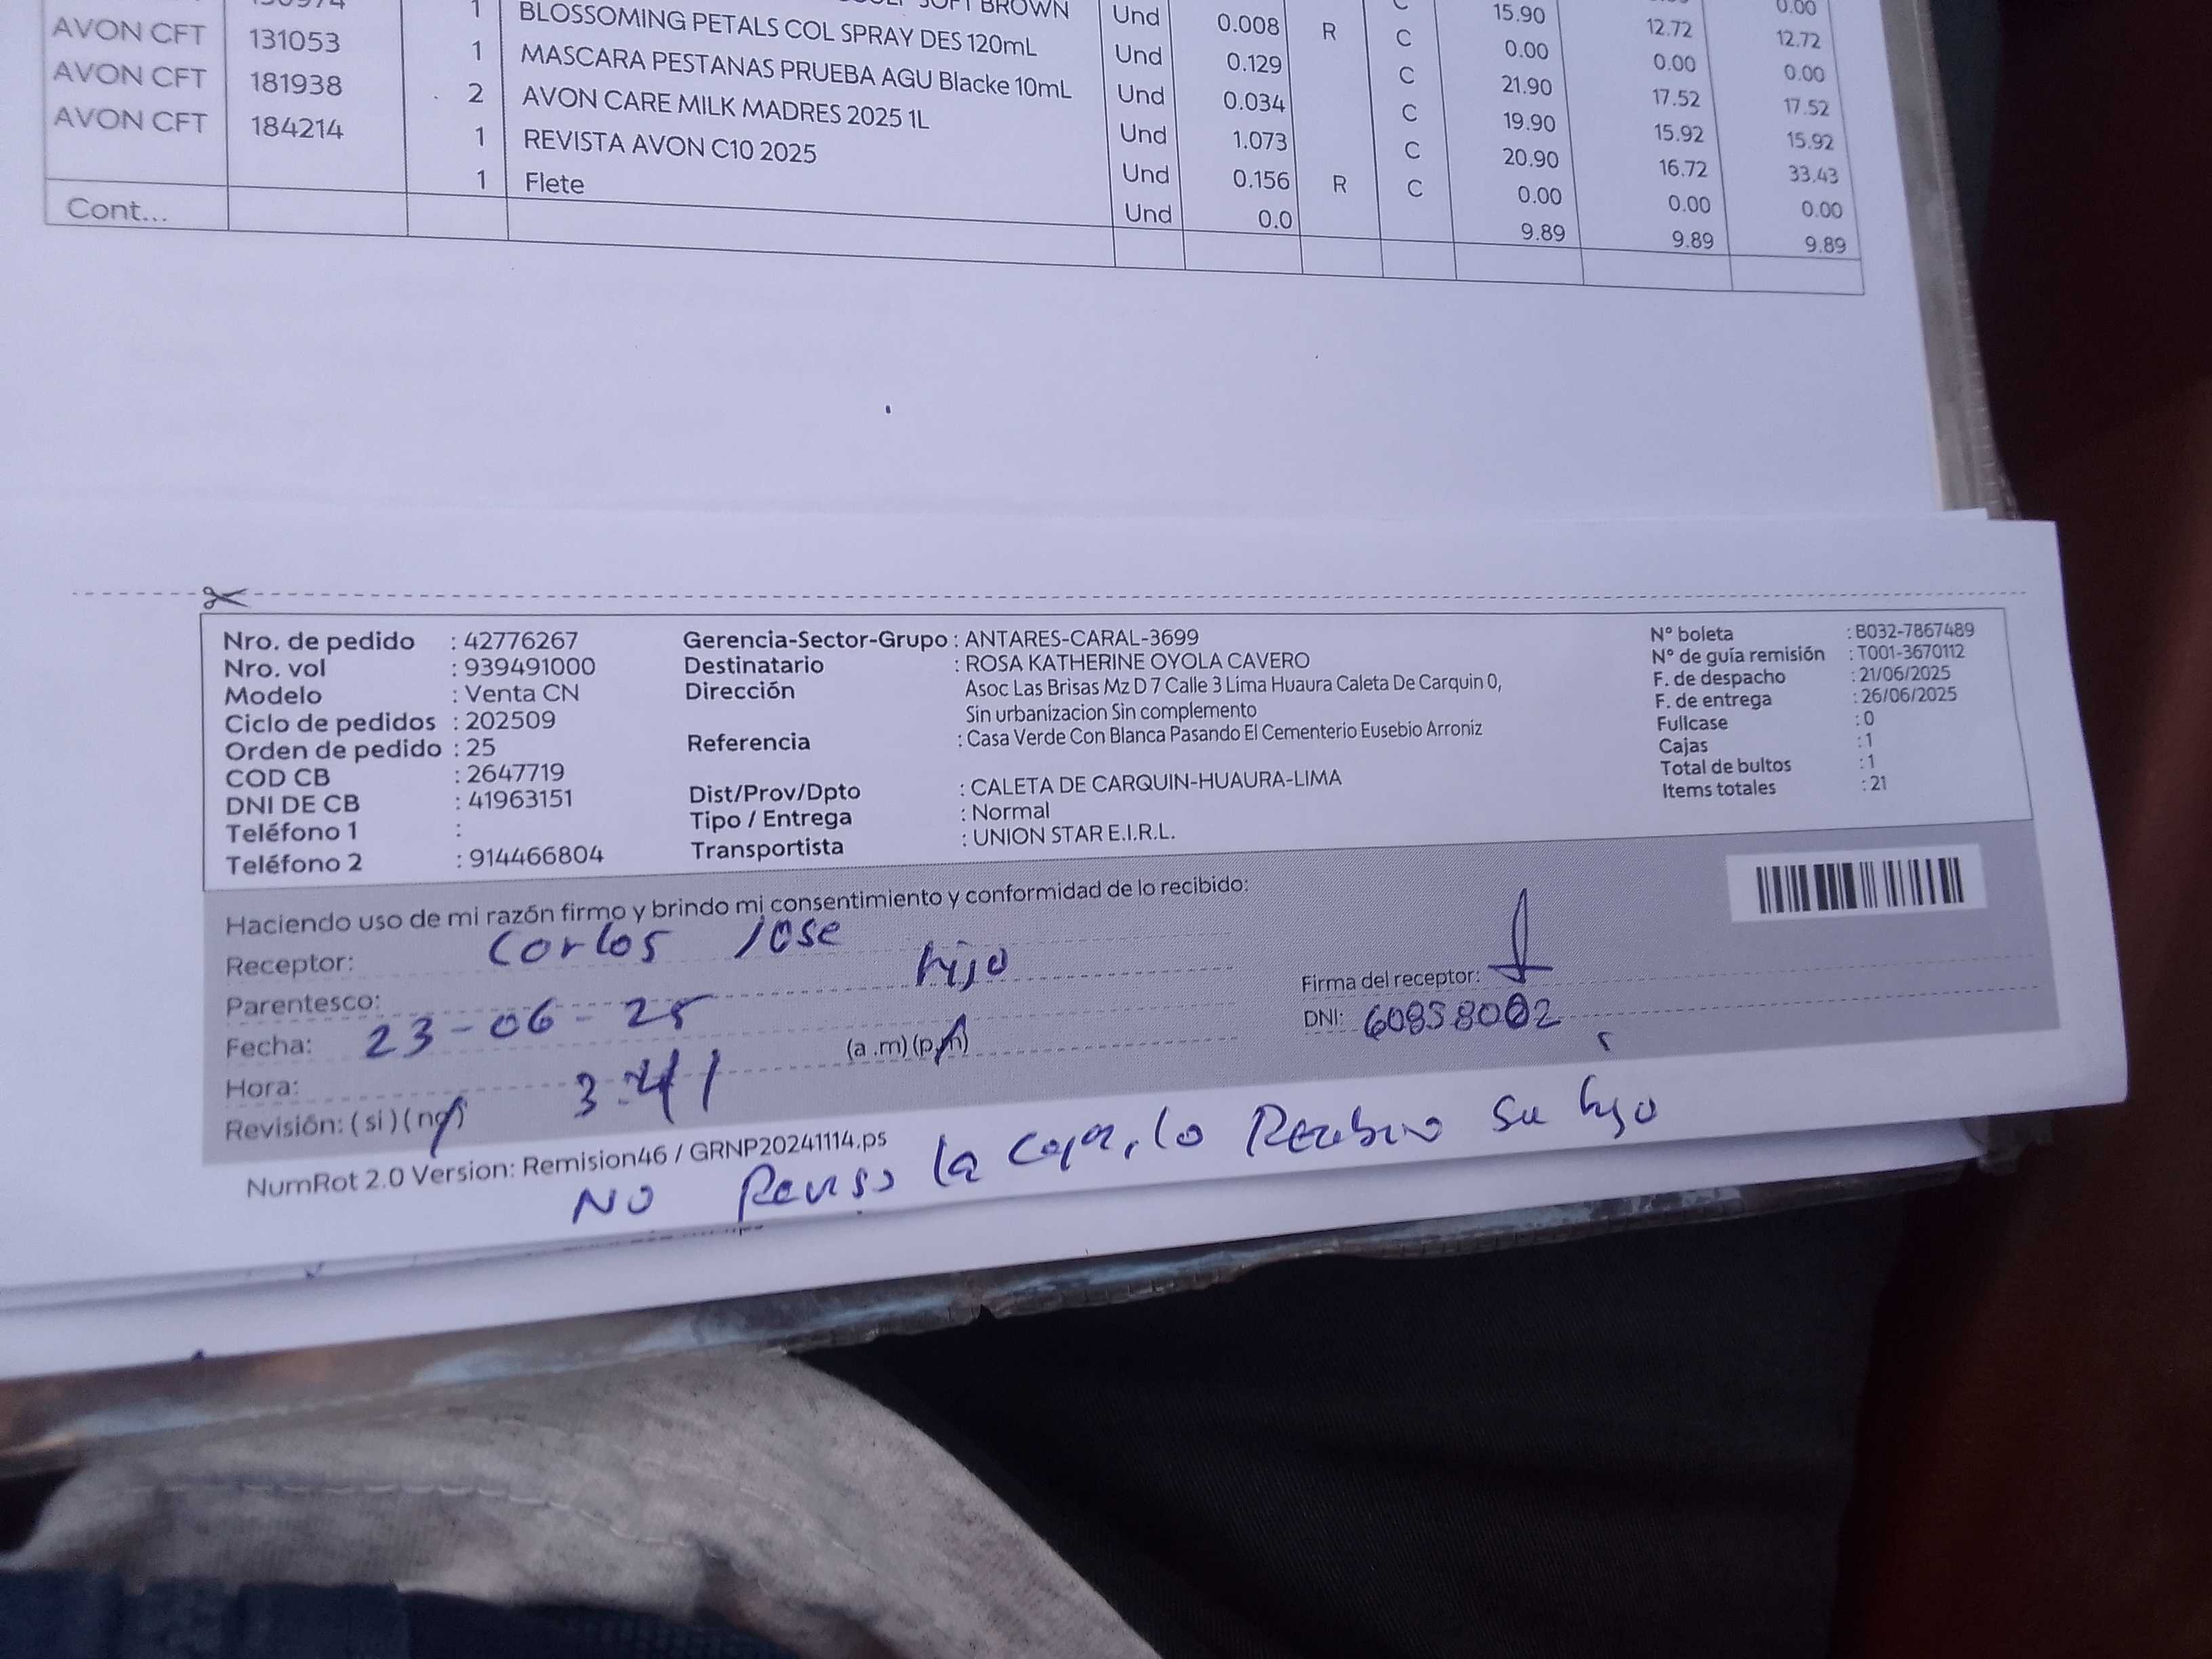 SOFT BROWN Und 0.008 R C 15.90 12.72 12.72
AVON CFT 131053 1 BLOSSOMING PETALS COL SPRAY DES 120mL Und 0.129 C 0.00 0.00 0.00
AVON CFT 181938 1 MASCARA PESTANAS PRUEBA AGU Blacke 10mL Und 0.034 C 21.90 17.52 17.52
AVON CFT 184214 2 AVON CARE MILK MADRES 2025 1L Und 1.073 C 19.90 15.92 15.92
1 REVISTA AVON C10 2025 Und 0.156 R C 20.90 16.72 33.43
1 Flete Und 0.0 0.00 0.00 0.00
Cont... 9.89 9.89 9.89
Nro. de pedido : 42776267
Nro. vol : 939491000
Modelo : Venta CN
Ciclo de pedidos : 202509
Orden de pedido : 25
COD CB : 2647719
DNI DE CB : 41963151
Teléfono 1 :
Teléfono 2 : 914466804
Gerencia-Sector-Grupo : ANTARES-CARAL-3699
Destinatario : ROSA KATHERINE OYOLA CAVERO
Dirección Asoc Las Brisas Mz D 7 Calle 3 Lima Huaura Caleta De Carquin 0,
Sin urbanizacion Sin complemento
Referencia : Casa Verde Con Blanca Pasando El Cementerio Eusebio Arroniz
Dist/Prov/Dpto : CALETA DE CARQUIN-HUAURA-LIMA
Tipo / Entrega : Normal
Transportista : UNION STAR E.I.R.L.
N° boleta : B032-7867489
N° de guía remisión : T001-3670112
F. de despacho : 21/06/2025
F. de entrega : 26/06/2025
Fullcase : 0
Cajas : 1
Total de bultos : 1
Items totales : 21
Haciendo uso de mi razón firmo y brindo mi consentimiento y conformidad de lo recibido:
Receptor: Carlos Jose
Parentesco: hijo
Fecha: 23-06-25
Hora: 3:41 (a .m) (p.m)
Revisión: ( si ) ( no )
Firma del receptor:
DNI: 60858002
NumRot 2.0 Version: Remision46 / GRNP20241114.ps
NO Reviso la caja, lo Recibio su hijo